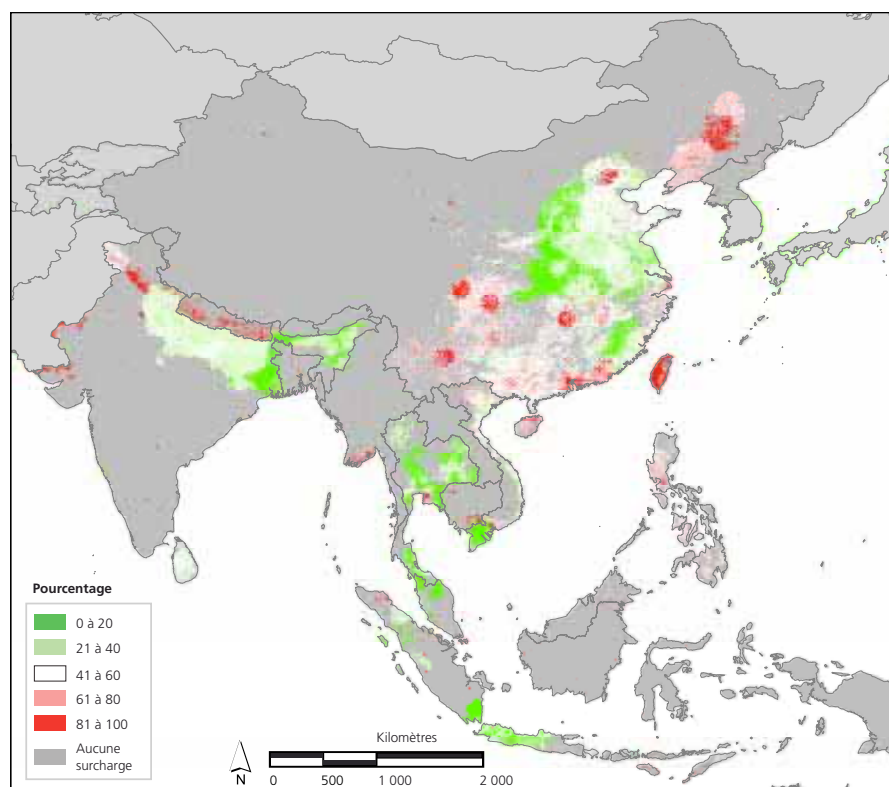 Pourcentage
0 à 20
21 à 40
41 à 60
61 à 80
81 à 100
Aucune
surcharge
Kilomètres
N
0 500 1 000 2 000